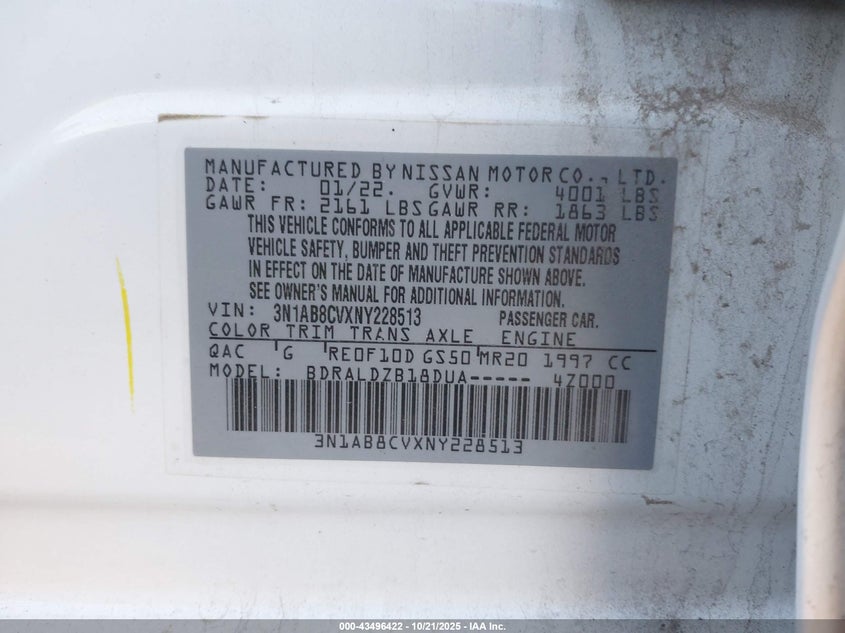 MANUFACTURED BY NISSAN MOTOR CO., LTD.
DATE: 01/22. GVWR: 4001 LBS
GAWR FR: 2161 LBS GAWR RR: 1863 LBS
THIS VEHICLE CONFORMS TO ALL APPLICABLE FEDERAL MOTOR
VEHICLE SAFETY, BUMPER AND THEFT PREVENTION STANDARDS
IN EFFECT ON THE DATE OF MANUFACTURE SHOWN ABOVE.
SEE OWNER'S MANUAL FOR ADDITIONAL INFORMATION.
VIN: 3N1AB8CVXNY228513 PASSENGER CAR.
COLOR TRIM TRANS AXLE ENGINE
QAC G RE0F10D GS50 MR20 1997 CC
MODEL: BDRALDZB18DUA----- 4Z000
3N1AB8CVXNY228513
000-43496422 - 10/21/2025 - IAA Inc.